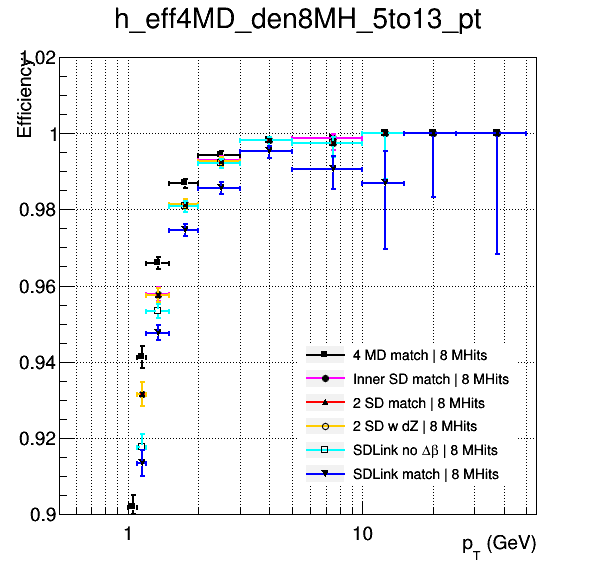 h_eff4MD_den8MH_5to13_pt
Efficiency
1.02
1
0.98
0.96
0.94
0.92
0.9
4 MD match | 8 MHits
Inner SD match | 8 MHits
2 SD match | 8 MHits
2 SD w dZ | 8 MHits
SDLink no Δβ | 8 MHits
SDLink match | 8 MHits
1
10
p_T (GeV)